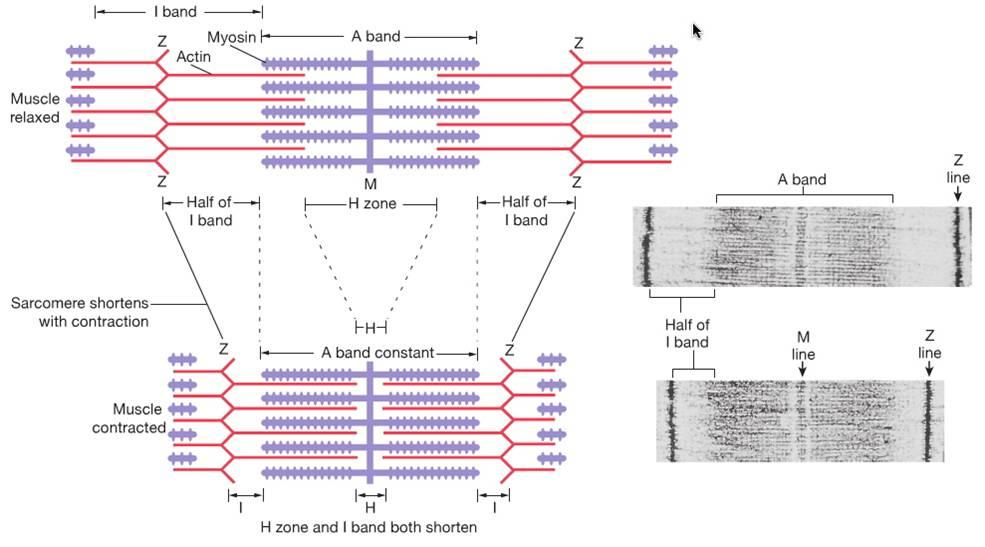 I band
Myosin
A band
Z
Z
Actin
Muscle
relaxed
Z
M
Z
Half of
I band
H zone
Half of
I band
A band
Z
line
Sarcomere shortens
with contraction
H
Half of
I band
M
line
Z
line
Z
A band constant
Z
Muscle
contracted
I
H
I
H zone and I band both shorten